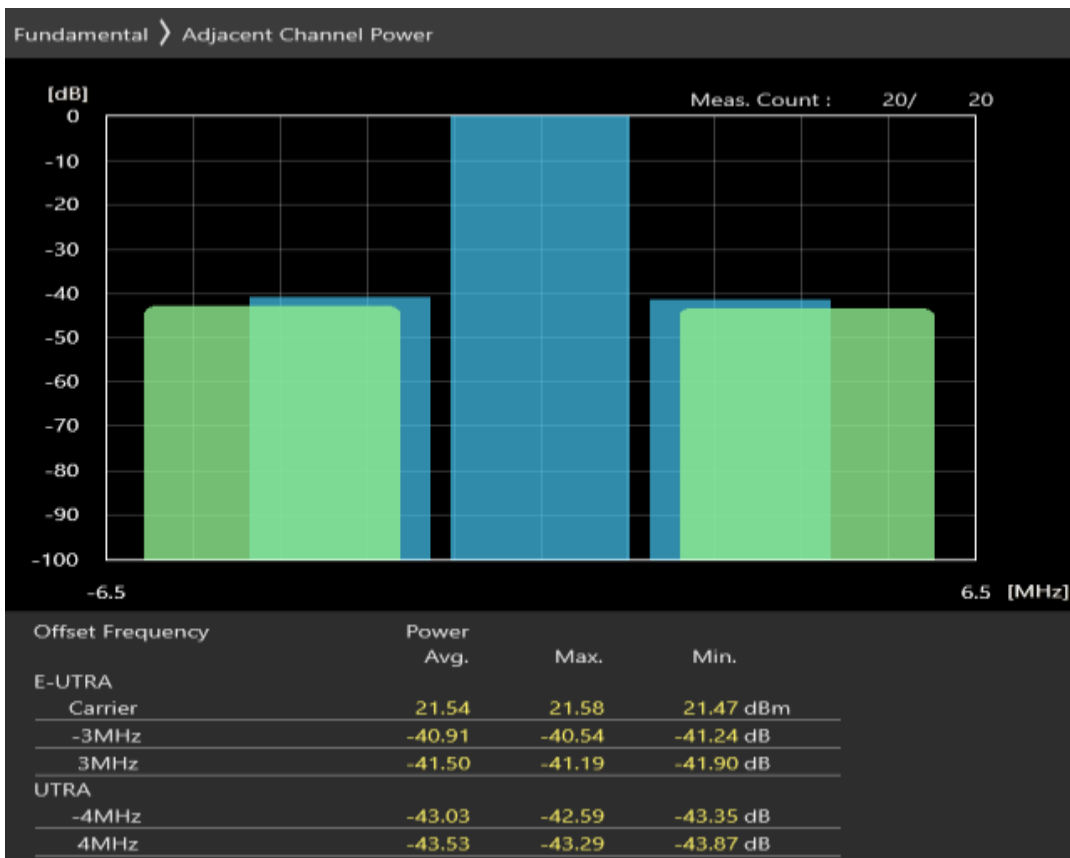 Fundamental 〉 Adjacent Channel Power
[dB]
Meas. Count : 20/ 20
0
-10
-20
-30
-40
-50
-60
-70
-80
-90
-100
-6.5 6.5 [MHz]
Offset Frequency Power
Avg. Max. Min.
E-UTRA
Carrier 21.54 21.58 21.47 dBm
-3MHz -40.91 -40.54 -41.24 dB
3MHz -41.50 -41.19 -41.90 dB
UTRA
-4MHz -43.03 -42.59 -43.35 dB
4MHz -43.53 -43.29 -43.87 dB